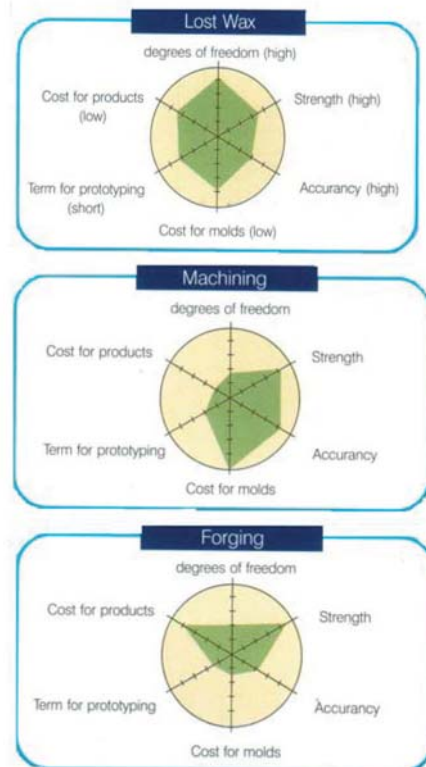 Lost Wax
degrees of freedom (high)
Cost for products
(low)
Strength (high)
Term for prototyping
(short)
Accurancy (high)
Cost for molds (low)
Machining
degrees of freedom
Cost for products
Strength
Term for prototyping
Accurancy
Cost for molds
Forging
degrees of freedom
Cost for products
Strength
Term for prototyping
Accurancy
Cost for molds